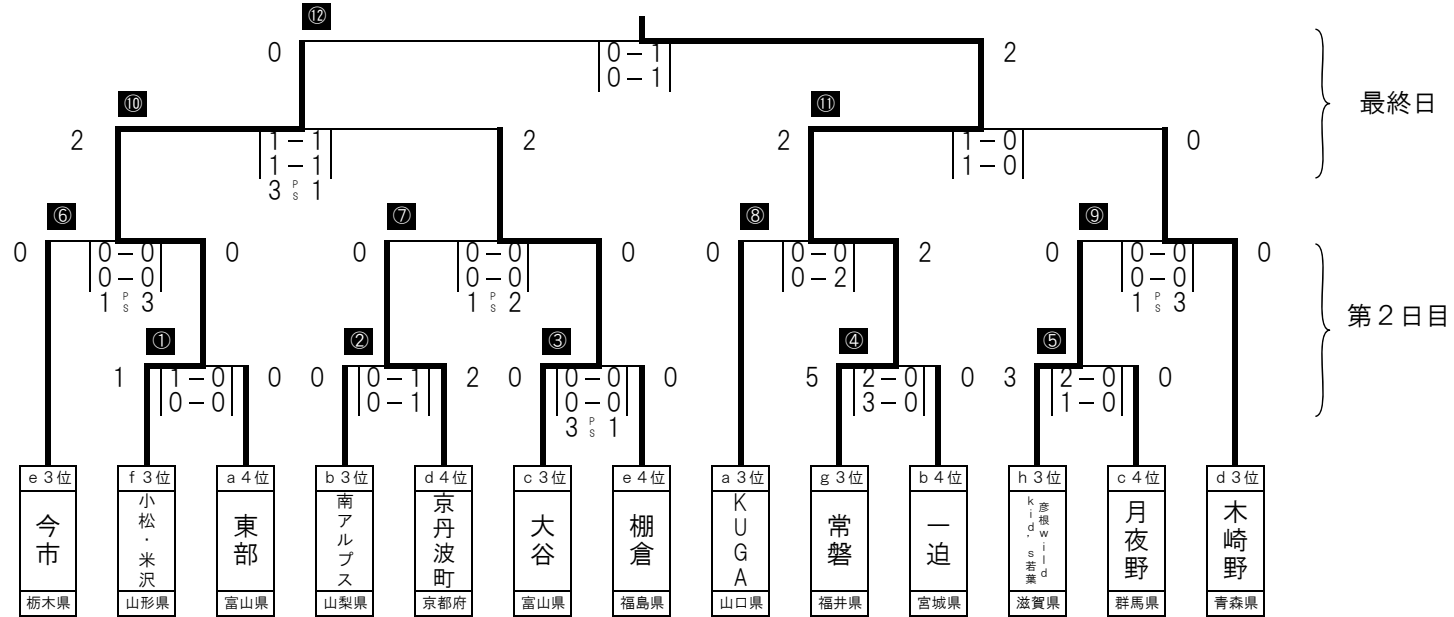 ⑫
0 0－1 2
0－1
最終日
⑩ ⑪
2 1－1 2 2 1－0 0
1－1 1－0
3 PS 1
⑥ ⑦ ⑧ ⑨
0 0－0 0 0 0－0 0 0 0－0 2 0 0－0 0
0－0 0－0 0－2 0－0
1 PS 3 1 PS 2 1 PS 3
第２日目
① ② ③ ④ ⑤
1 1－0 0 0 0－1 2 0 0－0 0 5 2－0 0 3 2－0 0
0－0 0－1 0－0 3－0 1－0
3 PS 1
ｅ３位 ｆ３位 ａ４位 ｂ３位 ｄ４位 ｃ３位 ｅ４位 ａ３位 ｇ３位 ｂ４位 ｈ３位 ｃ４位 ｄ３位
今市 小松・米沢 東部 南アルプス 京丹波町 大谷 棚倉 ＫＵＧＡ 常磐 一迫 彦根ｗｉｌｄｋｉｄ’ｓ若葉 月夜野 木崎野
栃木県 山形県 富山県 山梨県 京都府 富山県 福島県 山口県 福井県 宮城県 滋賀県 群馬県 青森県